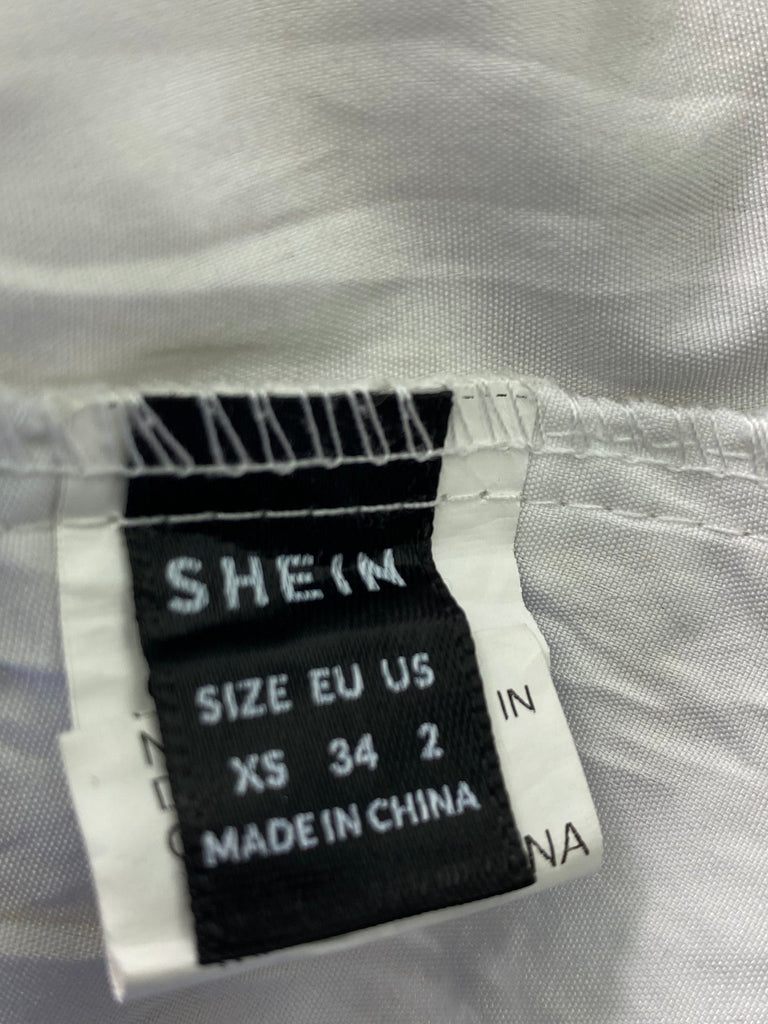 SHEIN
SIZE EU US
XS 34 2
MADE IN CHINA
IN
NA